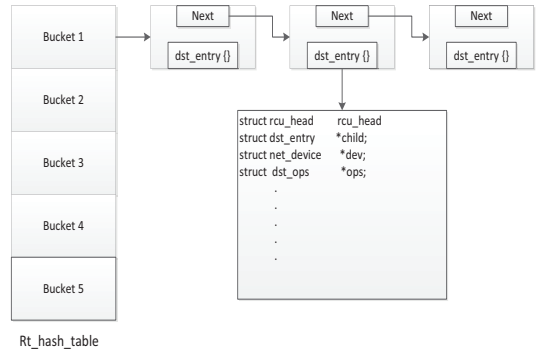 Bucket 1
Bucket 2
Bucket 3
Bucket 4
Bucket 5
Rt_hash_table
Next
dst_entry {}
Next
dst_entry {}
Next
dst_entry {}
struct rcu_head rcu_head
struct dst_entry *child;
struct net_device *dev;
struct dst_ops *ops;
.
.
.
.
.